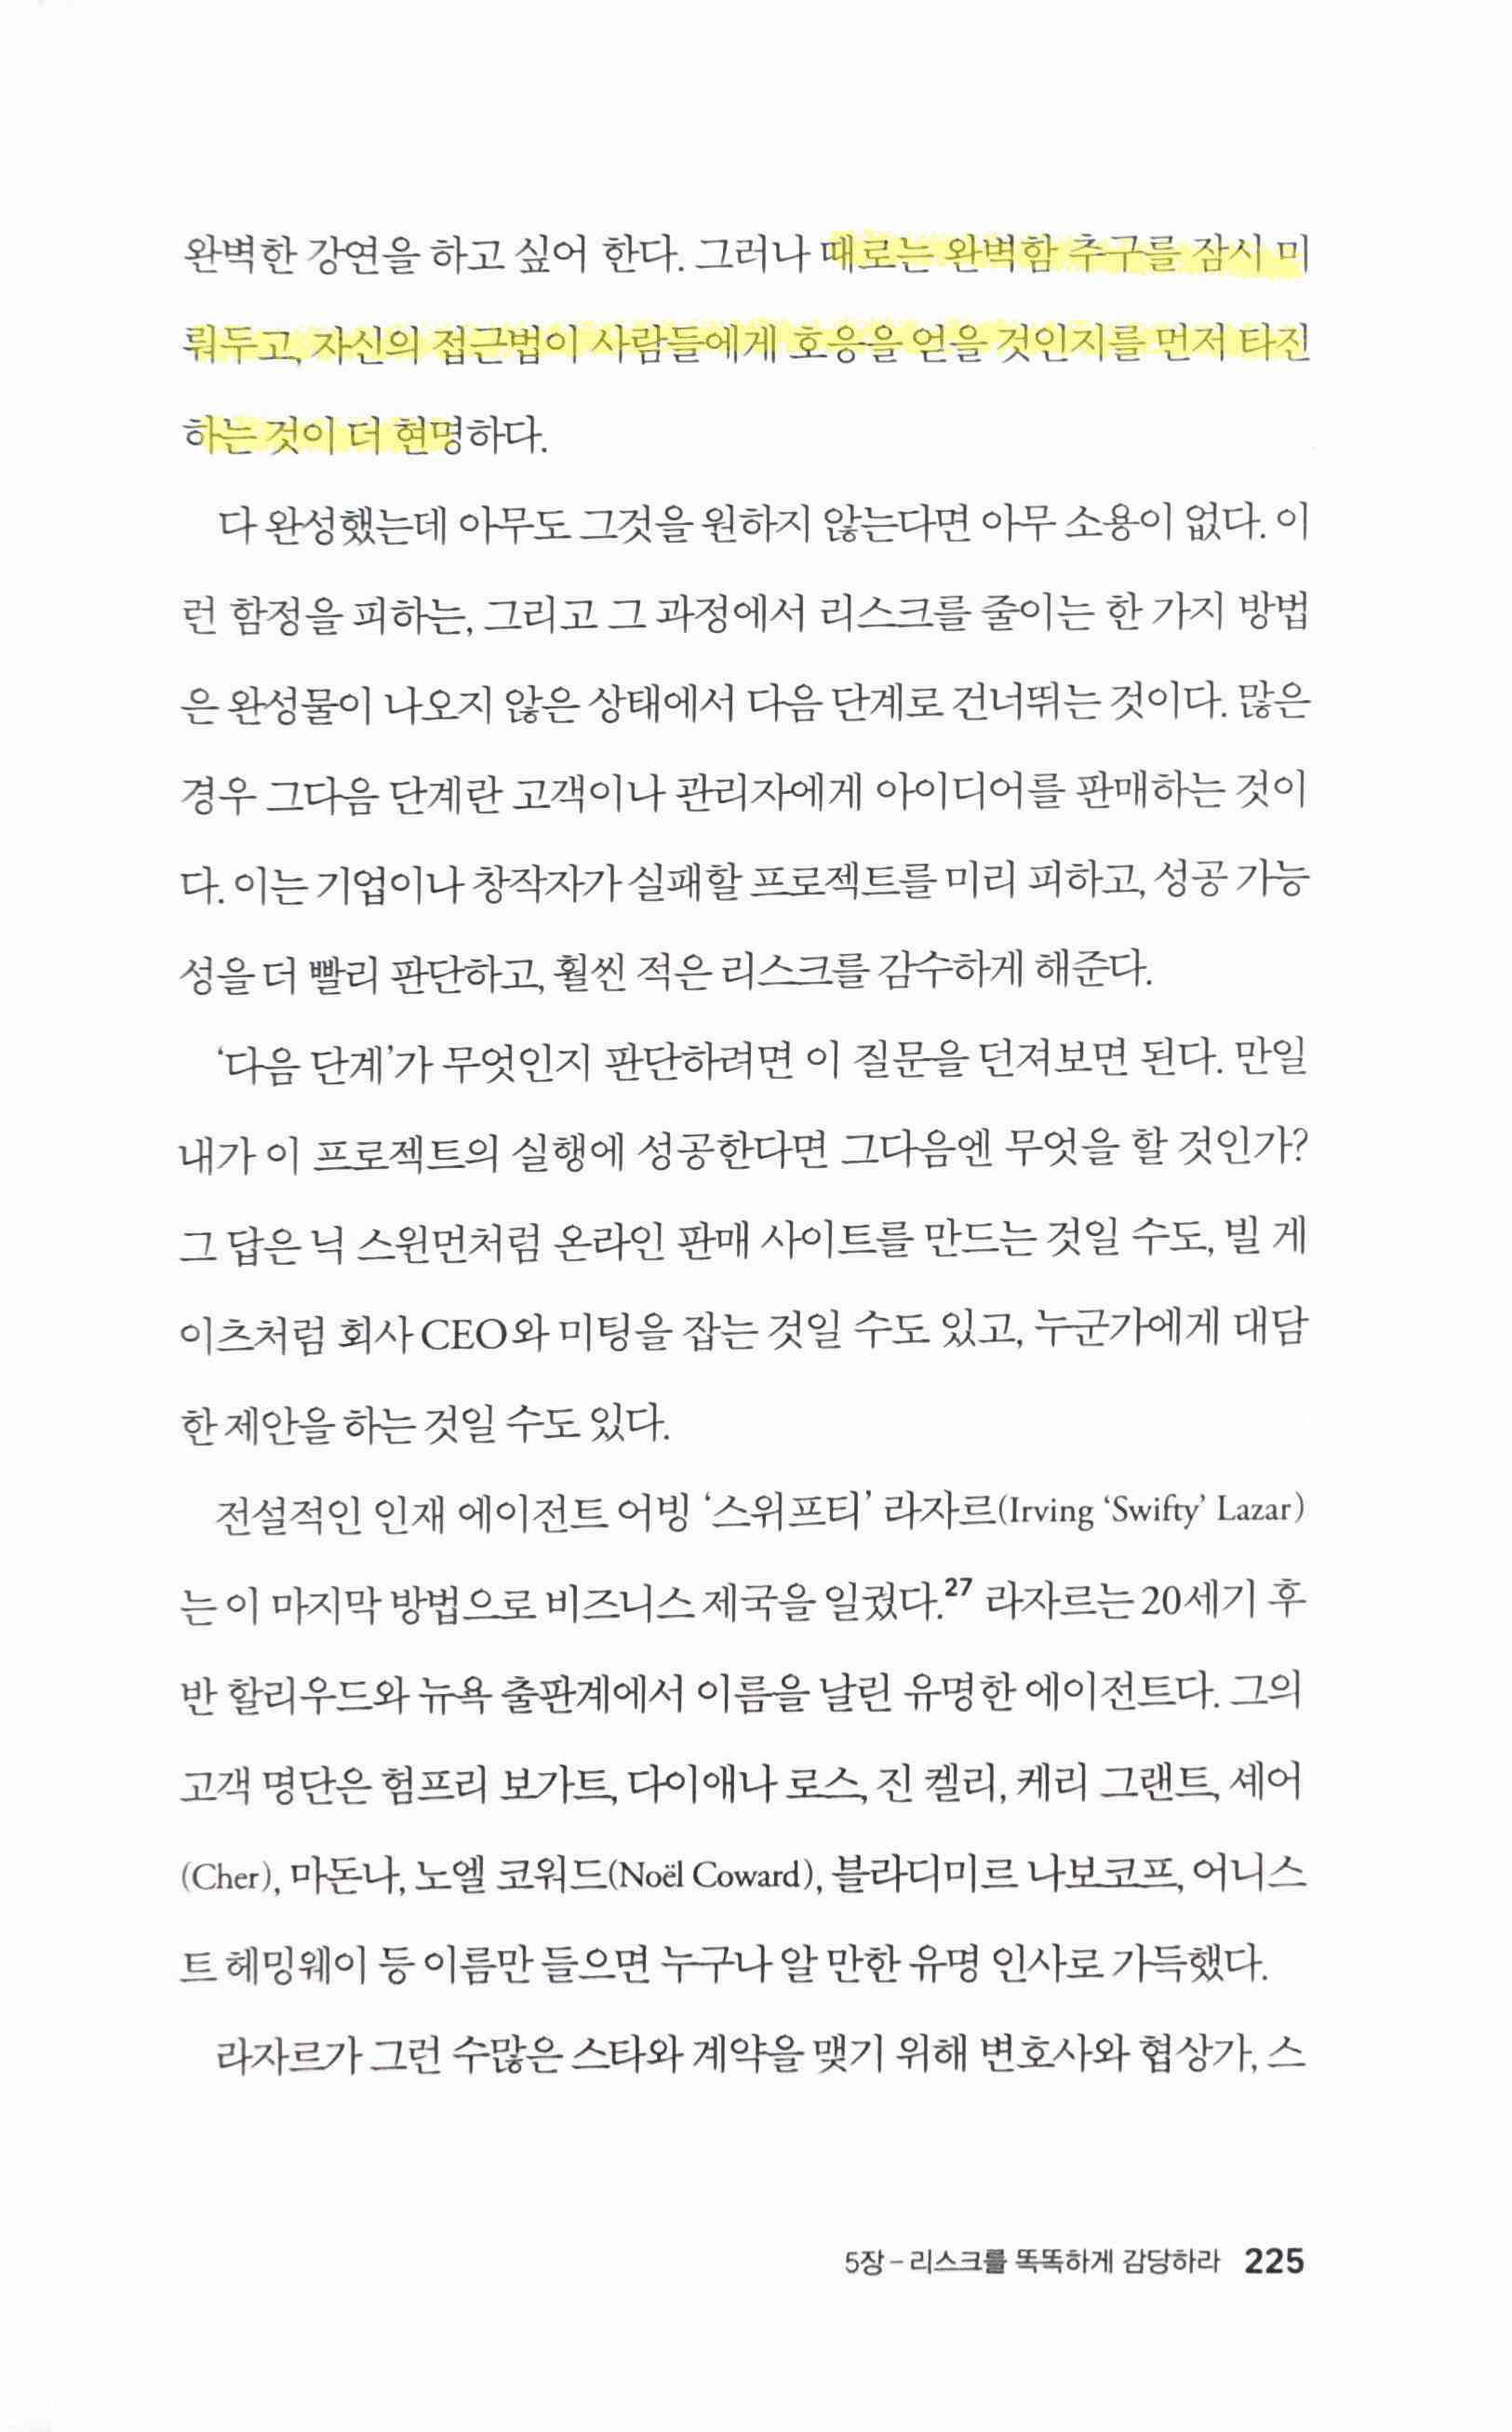 완벽한 강연을 하고 싶어 한다. 그러나 때로는 완벽함 추구를 잠시 미
뤄두고, 자신의 접근법이 사람들에게 호응을 얻을 것인지를 먼저 타진
하는 것이 더 현명하다.
다 완성했는데 아무도 그것을 원하지 않는다면 아무 소용이 없다. 이
런 함정을 피하는, 그리고 그 과정에서 리스크를 줄이는 한 가지 방법
은 완성물이 나오지 않은 상태에서 다음 단계로 건너뛰는 것이다. 많은
경우 그다음 단계란 고객이나 관리자에게 아이디어를 판매하는 것이
다. 이는 기업이나 창작자가 실패할 프로젝트를 미리 피하고, 성공 가능
성을 더 빨리 판단하고, 훨씬 적은 리스크를 감수하게 해준다.
‘다음 단계’가 무엇인지 판단하려면 이 질문을 던져보면 된다. 만일
내가 이 프로젝트의 실행에 성공한다면 그다음엔 무엇을 할 것인가?
그 답은 닉 스윈먼처럼 온라인 판매 사이트를 만드는 것일 수도, 빌 게
이츠처럼 회사 CEO와 미팅을 잡는 것일 수도 있고, 누군가에게 대담
한 제안을 하는 것일 수도 있다.
전설적인 인재 에이전트 어빙 ‘스위프티’ 라자르(Irving ‘Swifty’ Lazar)
는 이 마지막 방법으로 비즈니스 제국을 일궜다.27 라자르는 20세기 후
반 할리우드와 뉴욕 출판계에서 이름을 날린 유명한 에이전트다. 그의
고객 명단은 험프리 보가트, 다이애나 로스, 진 켈리, 케리 그랜트, 셰어
(Cher), 마돈나, 노엘 코워드(Noël Coward), 블라디미르 나보코프, 어니스
트 헤밍웨이 등 이름만 들으면 누구나 알 만한 유명 인사로 가득했다.
라자르가 그런 수많은 스타와 계약을 맺기 위해 변호사와 협상가, 스
5장 – 리스크를 똑똑하게 감당하라 225